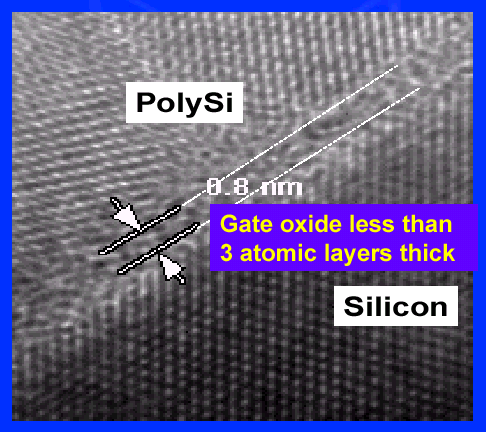 PolySi
0.8 nm
Gate oxide less than
3 atomic layers thick
Silicon